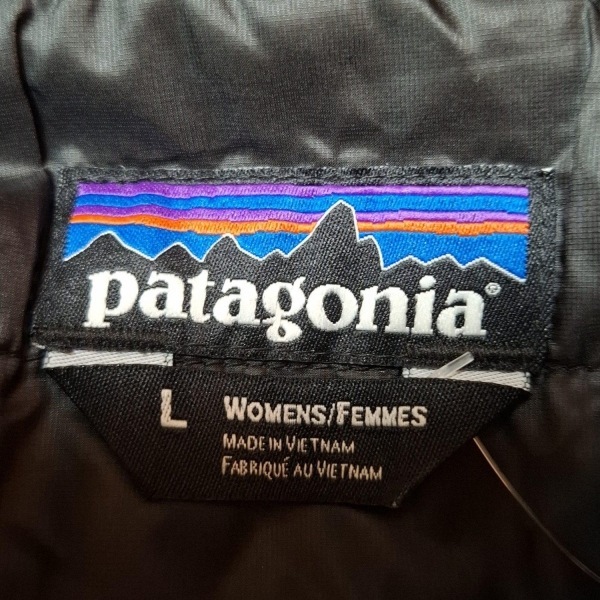 patagonia®
L WOMENS/FEMMES
MADE IN VIETNAM
FABRIQUÉ AU VIETNAM